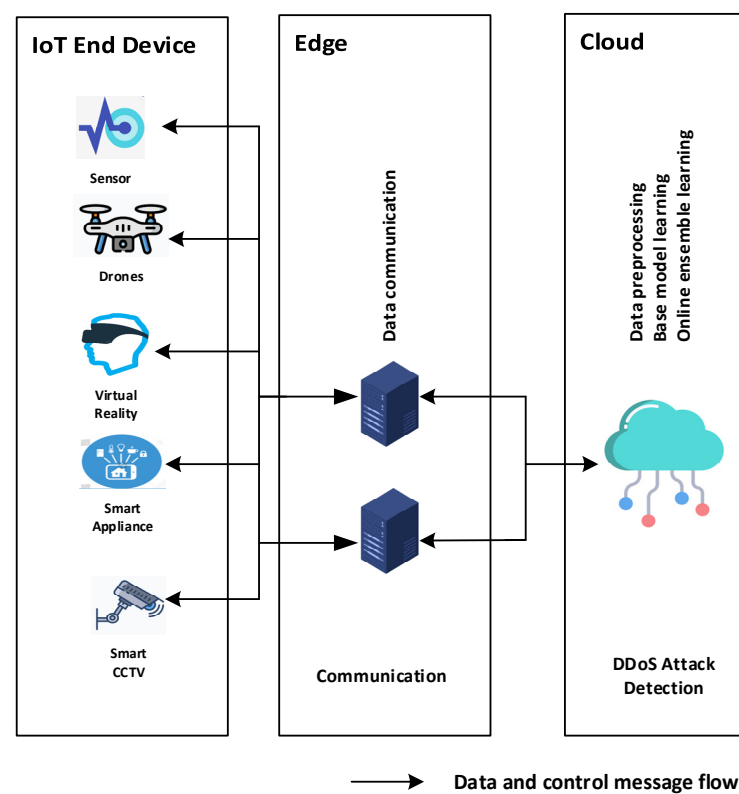 IoT End Device
Sensor
Drones
Virtual
Reality
Smart
Appliance
Smart
CCTV
Edge
Data communication
Communication
Cloud
Data preprocessing
Base model learning
Online ensemble learning
DDoS Attack
Detection
Data and control message flow